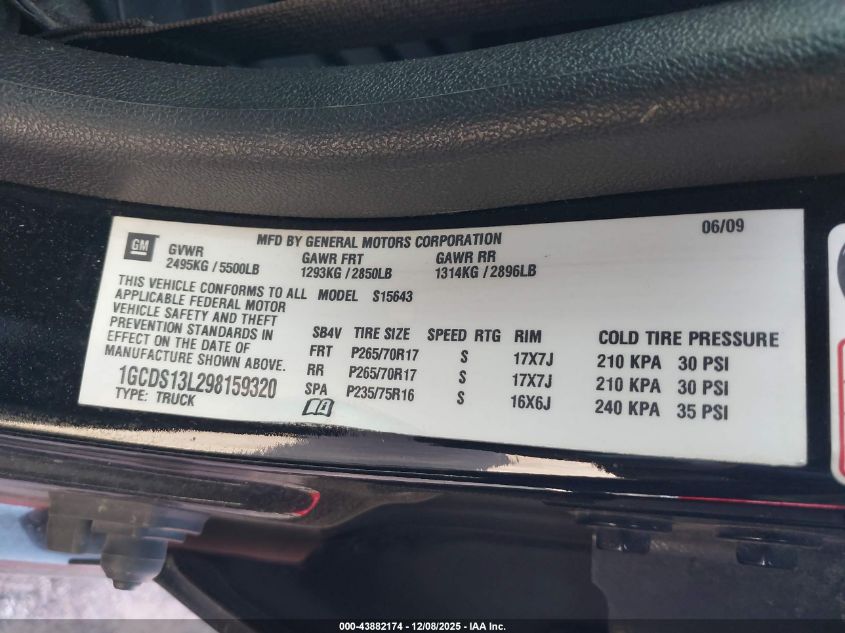 06/09
GM
MFD BY GENERAL MOTORS CORPORATION
GVWR GAWR FRT GAWR RR
2495KG / 5500LB 1293KG / 2850LB 1314KG / 2896LB
THIS VEHICLE CONFORMS TO ALL MODEL S15643
APPLICABLE FEDERAL MOTOR
VEHICLE SAFETY AND THEFT
PREVENTION STANDARDS IN
EFFECT ON THE DATE OF
MANUFACTURE SHOWN ABOVE.
1GCDS13L298159320
TYPE: TRUCK
SB4V TIRE SIZE SPEED RTG RIM COLD TIRE PRESSURE
FRT P265/70R17 S 17X7J 210 KPA 30 PSI
RR P265/70R17 S 17X7J 210 KPA 30 PSI
SPA P235/75R16 S 16X6J 240 KPA 35 PSI
000-43882174 - 12/08/2025 - IAA Inc.